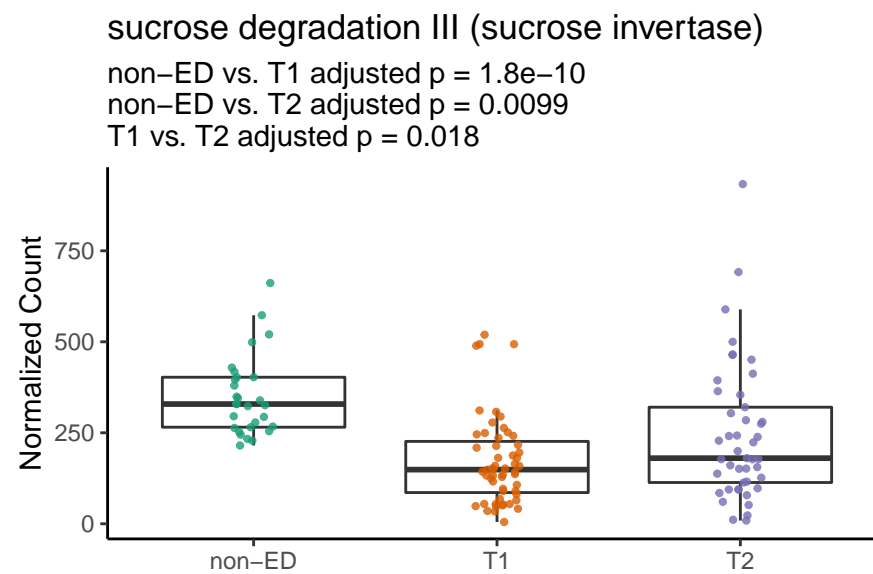 sucrose degradation III (sucrose invertase)
non−ED vs. T1 adjusted p = 1.8e−10
non−ED vs. T2 adjusted p = 0.0099
T1 vs. T2 adjusted p = 0.018
Normalized Count
750
500
250
0
non−ED
T1
T2